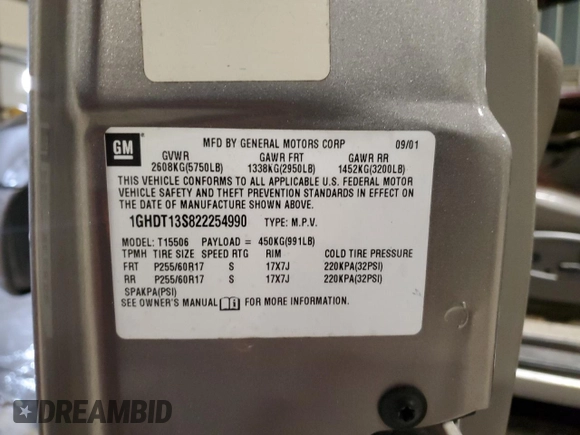 GM
MFD BY GENERAL MOTORS CORP 09/01
GVWR GAWR FRT GAWR RR
2608KG(5750LB) 1338KG(2950LB) 1452KG(3200LB)
THIS VEHICLE CONFORMS TO ALL APPLICABLE U.S. FEDERAL MOTOR
VEHICLE SAFETY AND THEFT PREVENTION STANDARDS IN EFFECT ON
THE DATE OF MANUFACTURE SHOWN ABOVE.
1GHDT13S822254990 TYPE: M.P.V.
MODEL: T15506 PAYLOAD = 450KG(991LB)
TPMH TIRE SIZE SPEED RTG RIM COLD TIRE PRESSURE
FRT P255/60R17 S 17X7J 220KPA(32PSI)
RR P255/60R17 S 17X7J 220KPA(32PSI)
SPAKPA(PSI)
SEE OWNER'S MANUAL FOR MORE INFORMATION.
DREAMBID